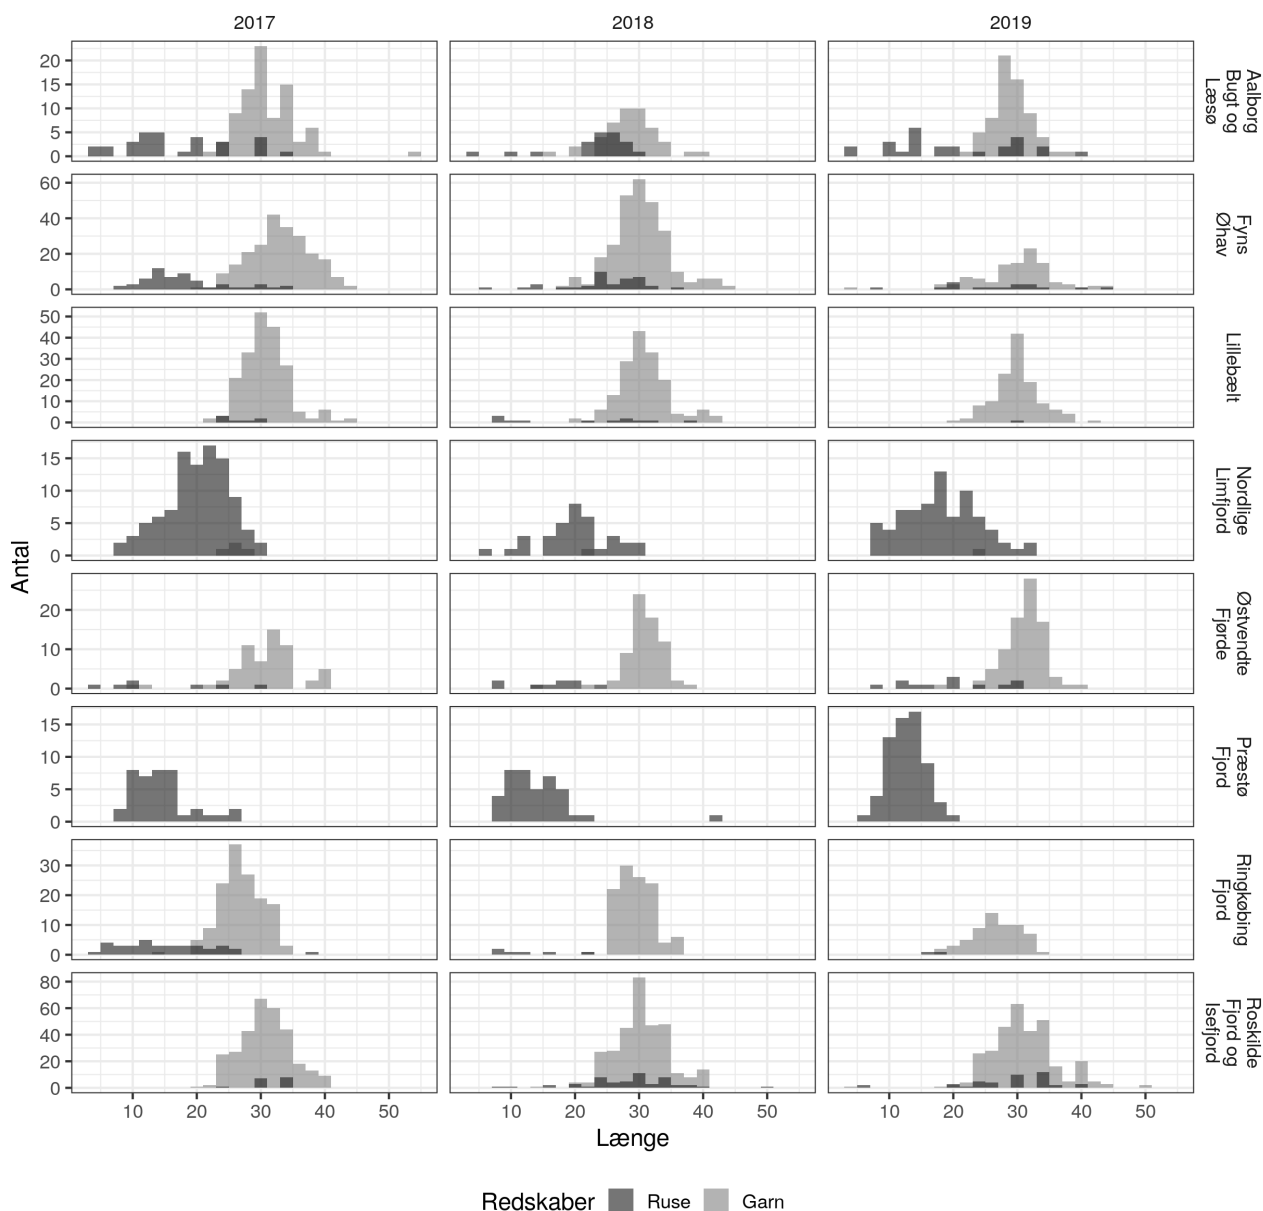 2017 2018 2019
20
15
10
5
0
Aalborg
Bugt og
Læsø
60
40
20
0
Fyns
Øhav
50
40
30
20
10
0
Lillebælt
15
10
5
0
Nordlige
Limfjord
20
10
0
Østvendte
Fjørde
15
10
5
0
Præstø
Fjord
30
20
10
0
Ringkøbing
Fjord
80
60
40
20
0
Roskilde
Fjord og
Isefjord
Antal
10 20 30 40 50 10 20 30 40 50 10 20 30 40 50
Længe
Redskaber Ruse Garn